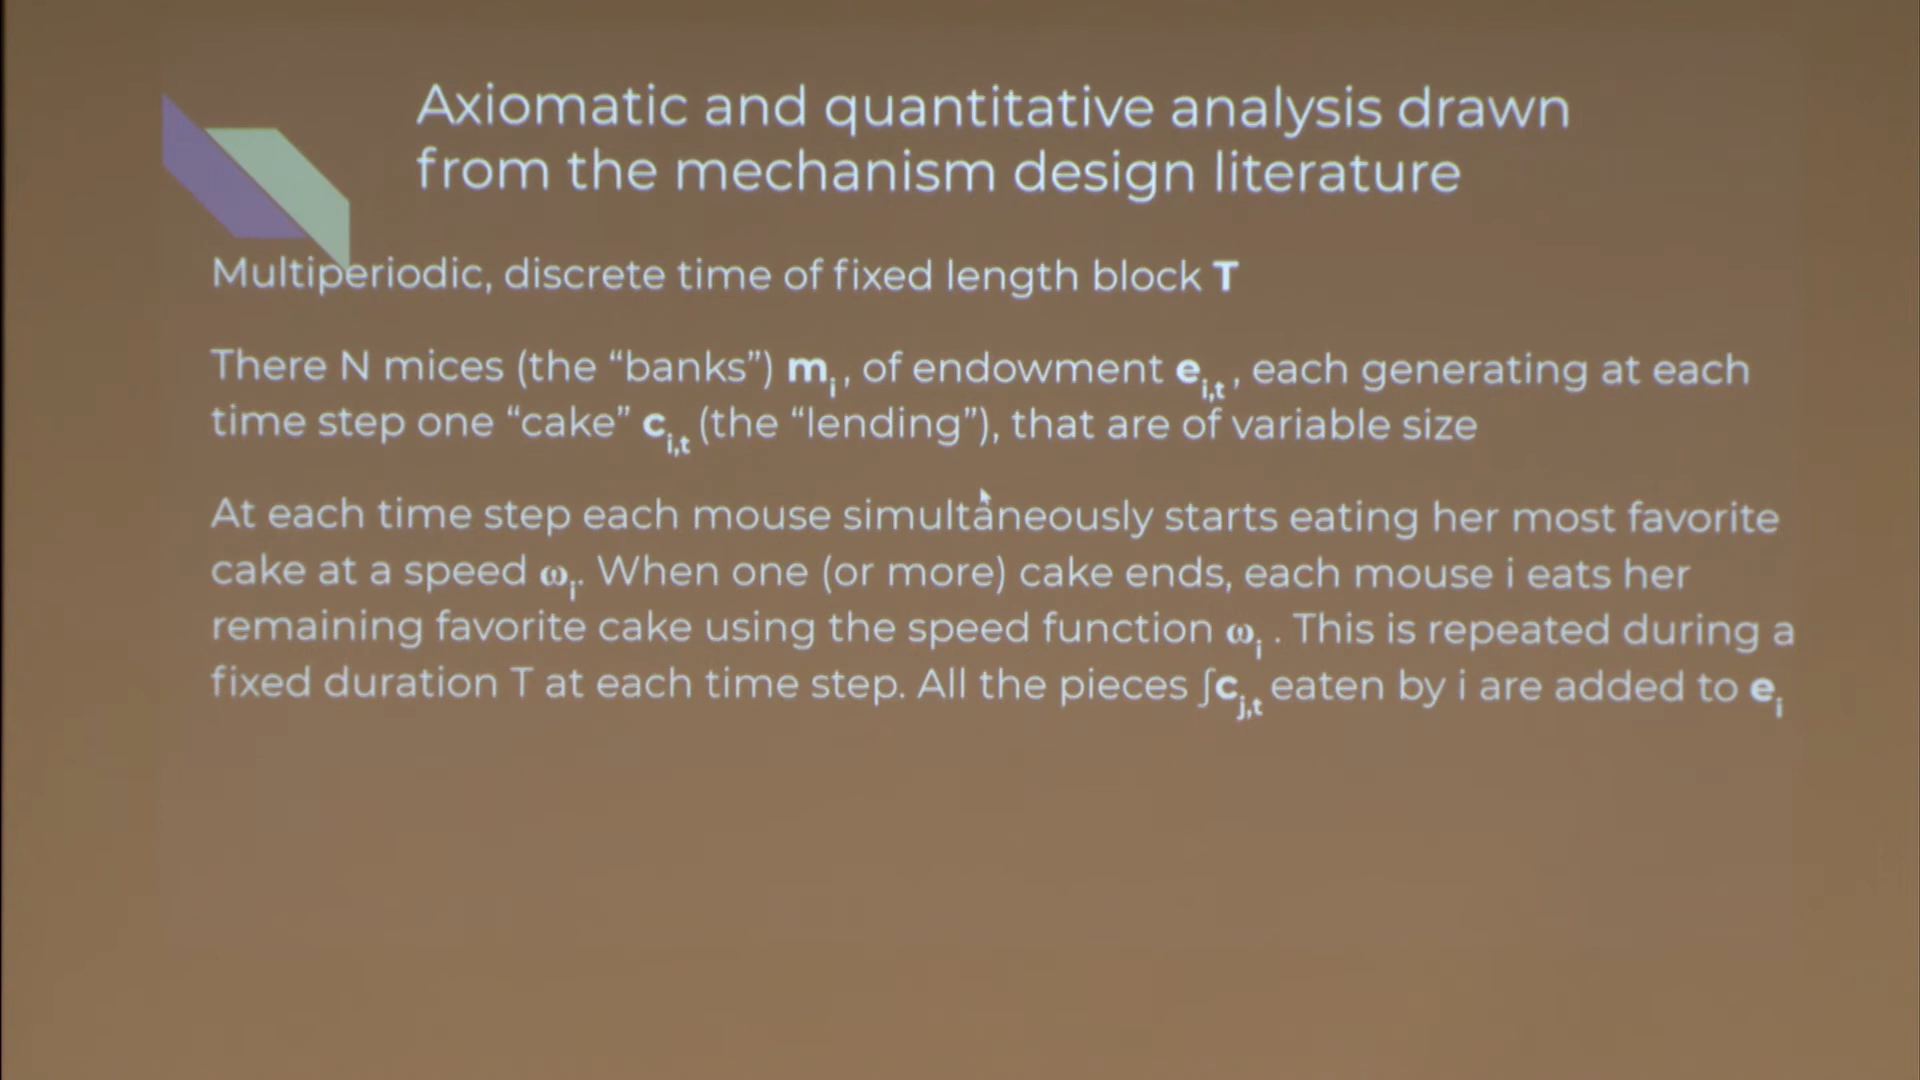 Axiomatic and quantitative analysis drawn
from the mechanism design literature
Multiperiodic, discrete time of fixed length block T
There N mices (the “banks”) mᵢ, of endowment eᵢ,ₜ, each generating at each
time step one “cake” cᵢ,ₜ (the “lending”), that are of variable size
At each time step each mouse simultaneously starts eating her most favorite
cake at a speed ωᵢ. When one (or more) cake ends, each mouse i eats her
remaining favorite cake using the speed function ωᵢ . This is repeated during a
fixed duration T at each time step. All the pieces ∫cⱼ,ₜ eaten by i are added to eᵢ